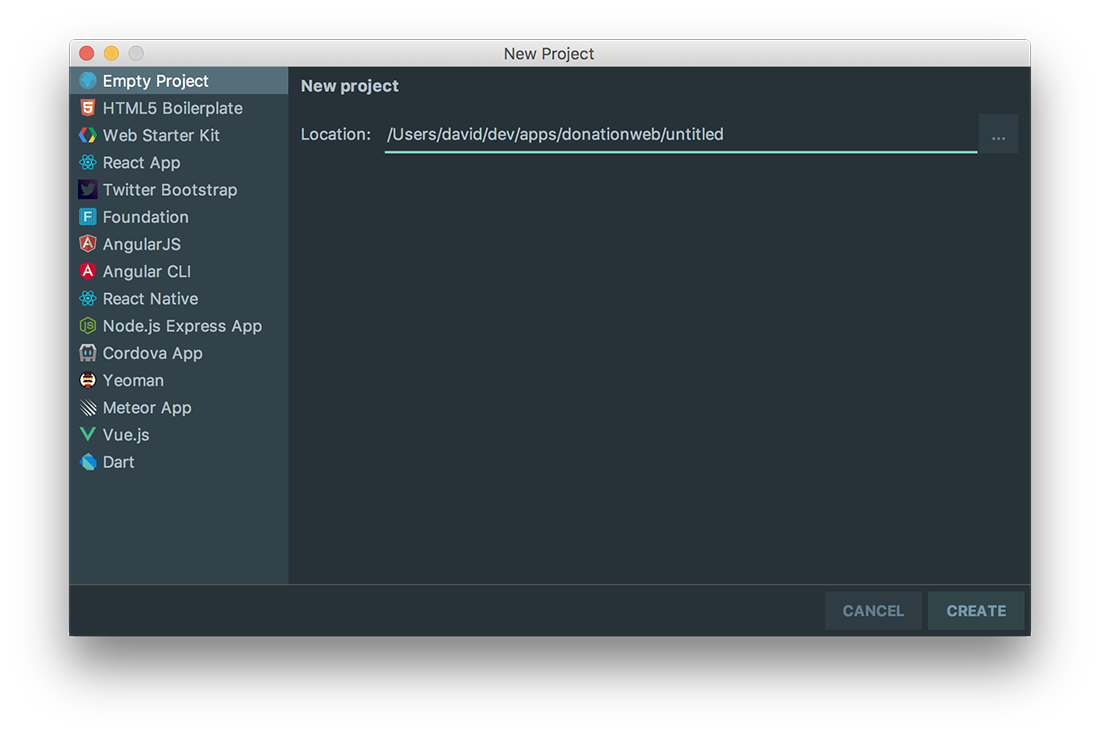 New Project
Empty Project
HTML5 Boilerplate
Web Starter Kit
React App
Twitter Bootstrap
Foundation
AngularJS
Angular CLI
React Native
Node.js Express App
Cordova App
Yeoman
Meteor App
Vue.js
Dart
New project
Location: /Users/david/dev/apps/donationweb/untitled ...
CANCEL CREATE